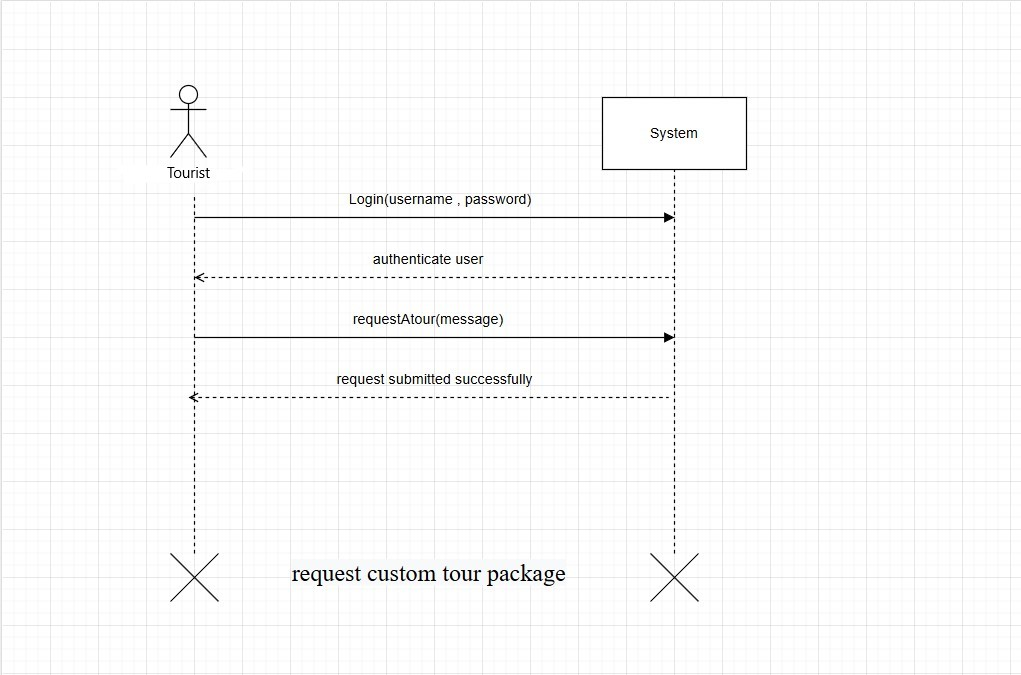 System
Tourist
Login(username , password)
authenticate user
requestAtour(message)
request submitted successfully
request custom tour package